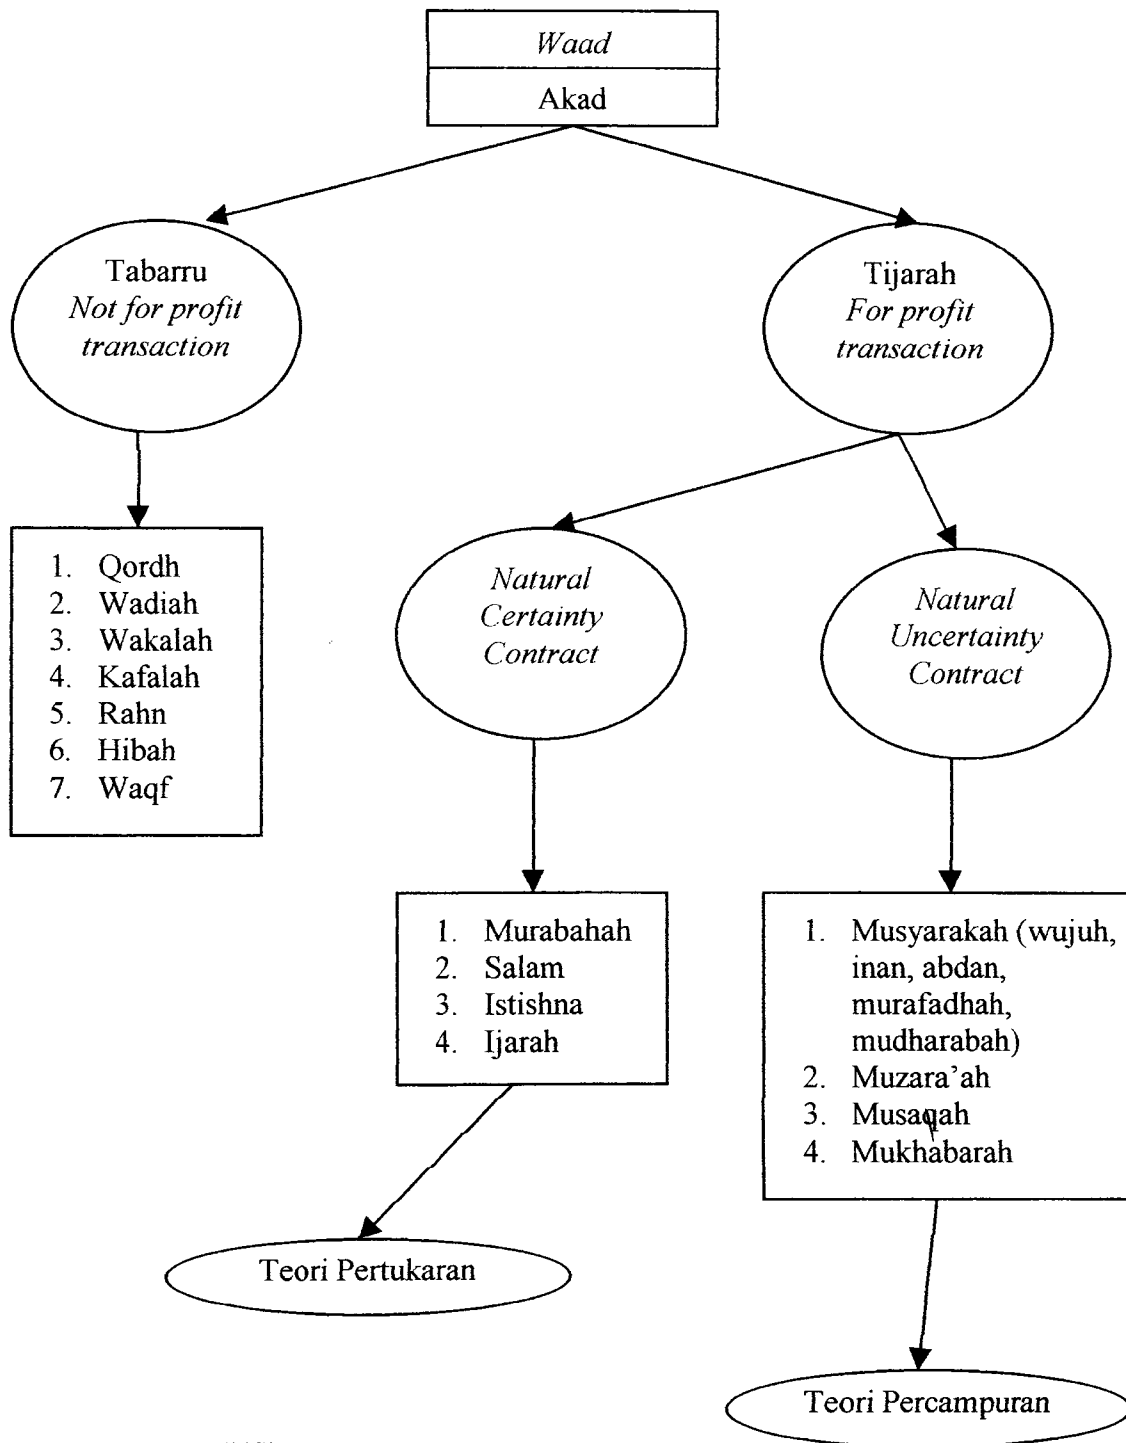 Waad
Akad
Tabarru
Not for profit
transaction
Tijarah
For profit
transaction
1. Qordh
2. Wadiah
3. Wakalah
4. Kafalah
5. Rahn
6. Hibah
7. Waqf
Natural
Certainty
Contract
Natural
Uncertainty
Contract
1. Murabahah
2. Salam
3. Istishna
4. Ijarah
1. Musyarakah (wujuh,
inan, abdan,
murafadhah,
mudharabah)
2. Muzara'ah
3. Musaqah
4. Mukhabarah
Teori Pertukaran
Teori Percampuran